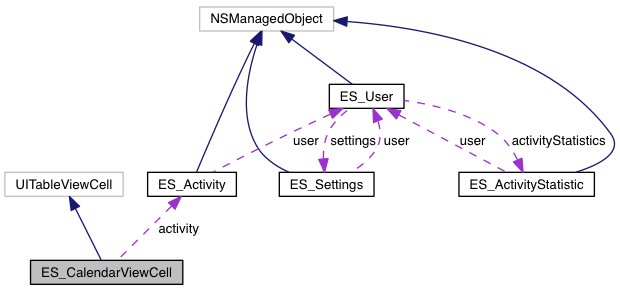 NSManagedObject
ES_User
user
settings
user
user
activityStatistics
UITableViewCell
ES_Activity
ES_Settings
ES_ActivityStatistic
activity
ES_CalendarViewCell